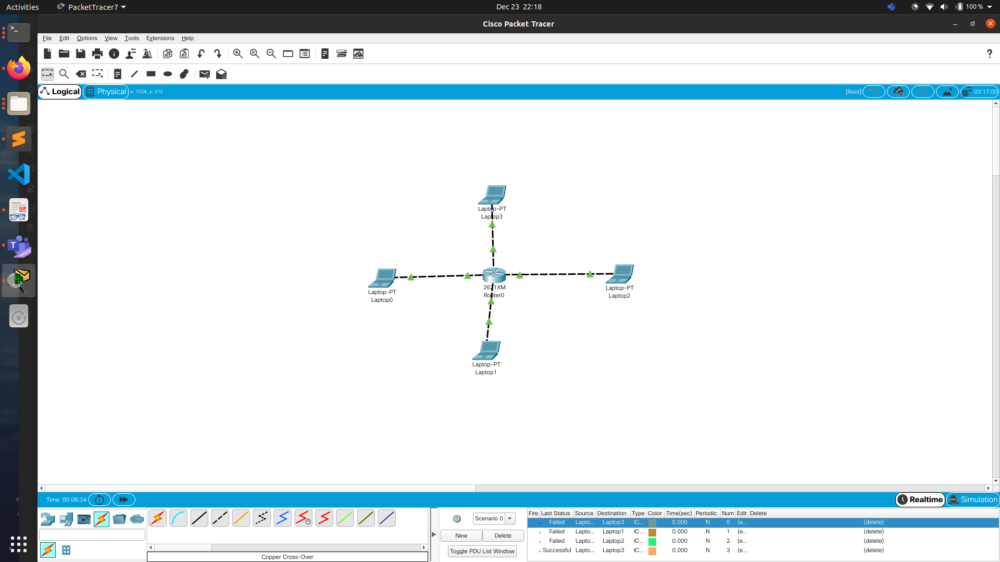 Activities
PacketTracer7
Dec 23 22:18
100 %
Cisco Packet Tracer
File Edit Options View Tools Extensions Help
?
Logical
Physical
x: 1024, y: 212
[Root]
03:17:00
Laptop-PT
Laptop3
Laptop-PT
Laptop0
2621XM
Router0
Laptop-PT
Laptop2
Laptop-PT
Laptop1
Time: 00:06:34
Realtime
Simulation
Scenario 0
New
Delete
Toggle PDU List Window
Copper Cross-Over
Fire Last Status Source Destination Type Color Time(sec) Periodic Num Edit Delete
Failed Lapto... Laptop3 IC... 0.000 N 0 (e... (delete)
Failed Lapto... Laptop1 IC... 0.000 N 1 (e... (delete)
Failed Lapto... Laptop2 IC... 0.000 N 2 (e... (delete)
Successful Lapto... Laptop3 IC... 0.000 N 3 (e... (delete)